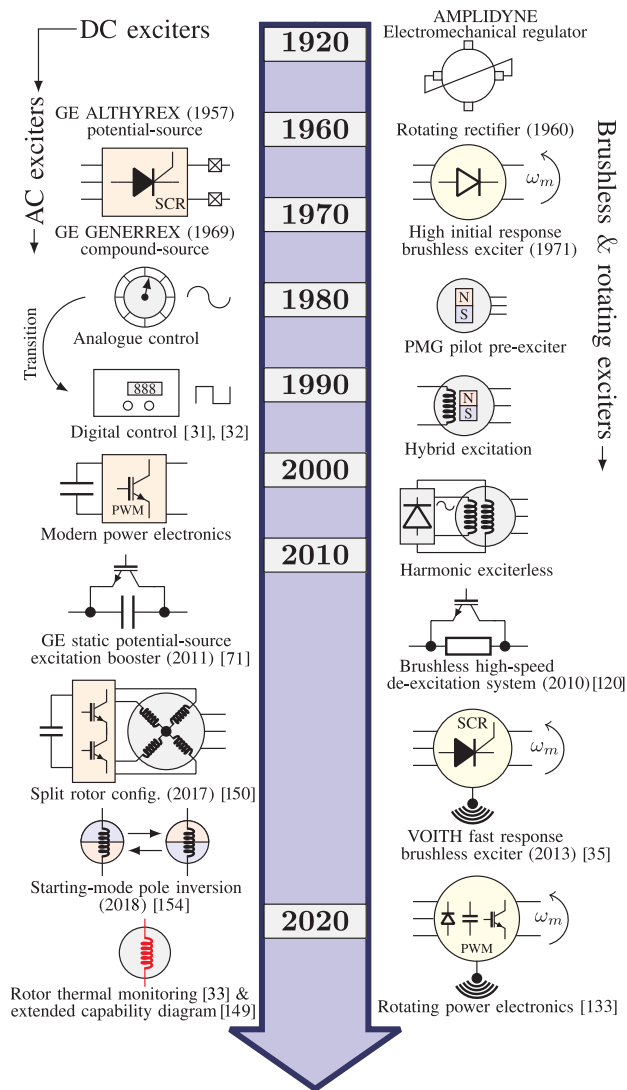 DC exciters
AC exciters
GE ALTHYREX (1957)
potential-source
SCR
GE GENERREX (1969)
compound-source
Analogue control
Transition
888
Digital control [31], [32]
PWM
Modern power electronics
GE static potential-source
excitation booster (2011) [71]
Split rotor config. (2017) [150]
Starting-mode pole inversion
(2018) [154]
Rotor thermal monitoring [33] &
extended capability diagram[149]
1920
1960
1970
1980
1990
2000
2010
2020
AMPLIDYNE
Electromechanical regulator
Rotating rectifier (1960)
ωm
High initial response
brushless exciter (1971)
Brushless & rotating exciters
N
S
PMG pilot pre-exciter
N
S
Hybrid excitation
Harmonic exciterless
Brushless high-speed
de-excitation system (2010)[120]
SCR
ωm
VOITH fast response
brushless exciter (2013) [35]
PWM
ωm
Rotating power electronics [133]